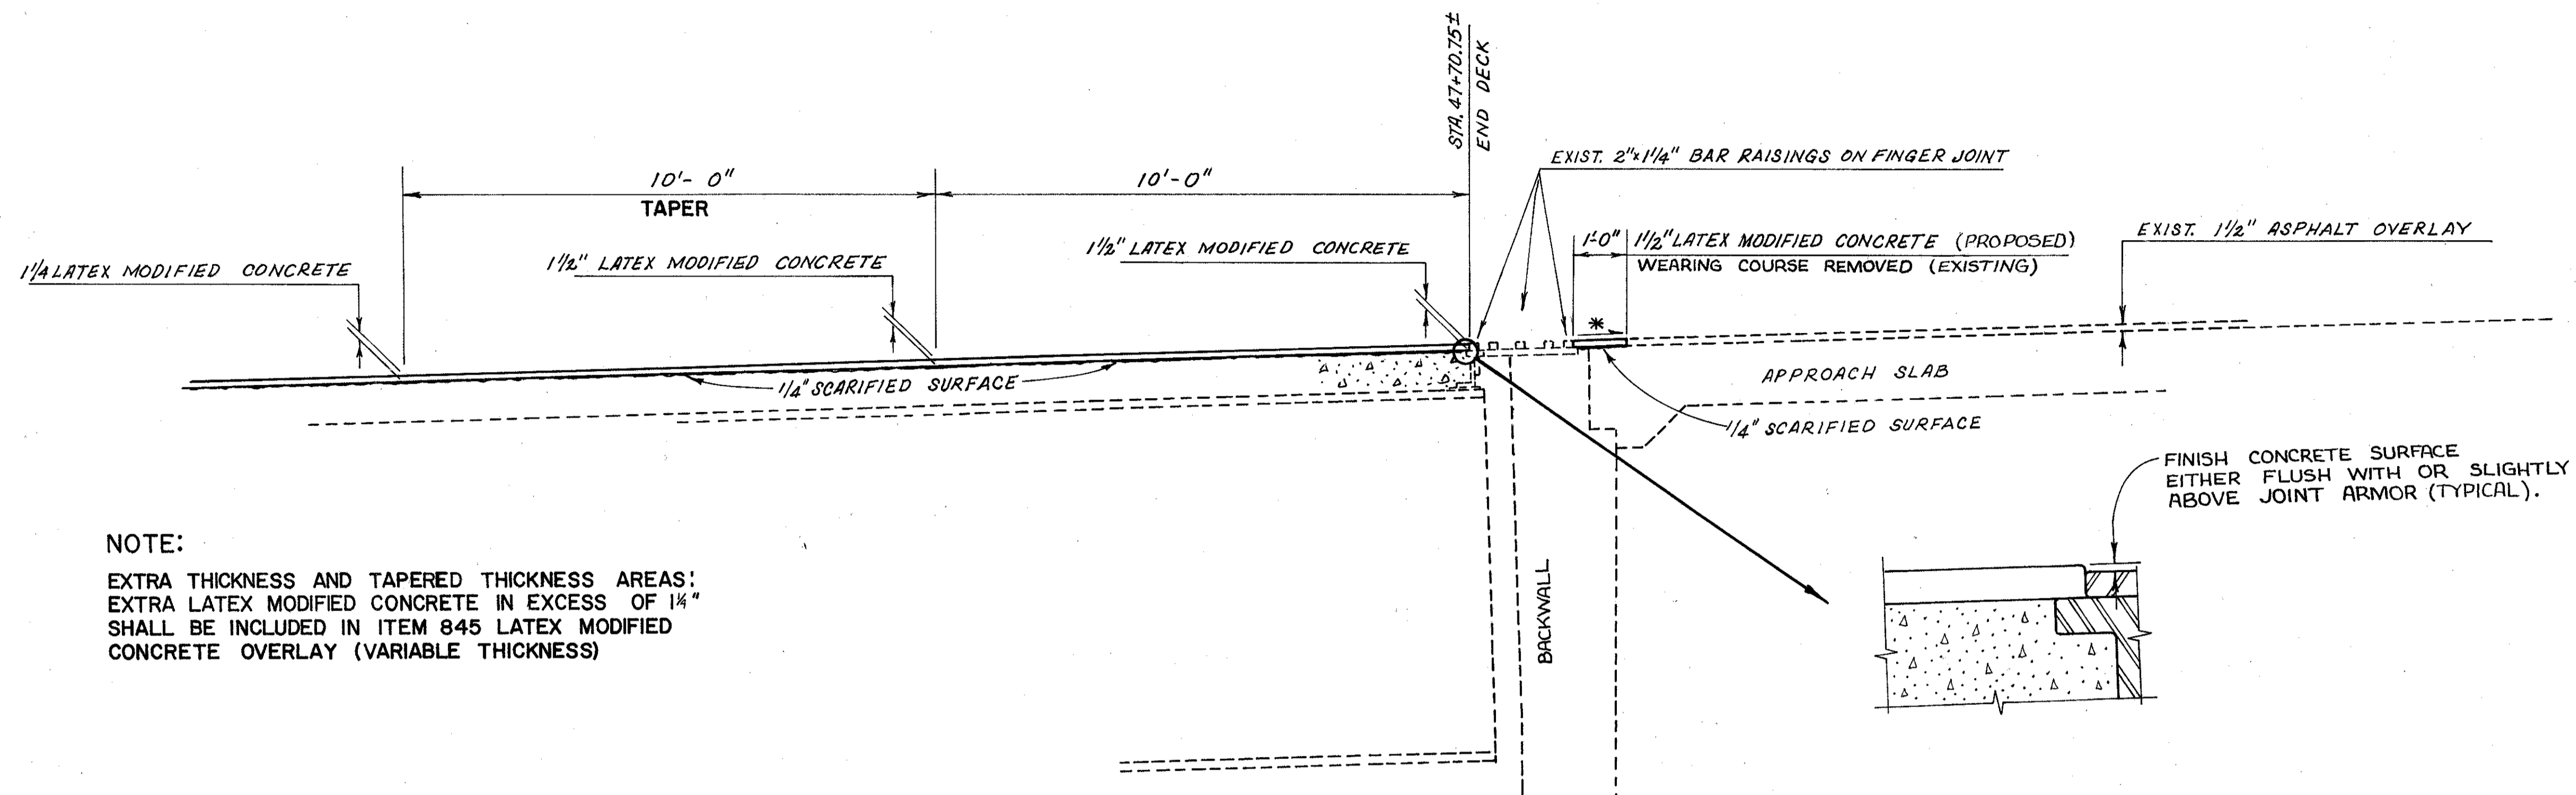 STA. 47+70.75±
END DECK
EXIST. 2"x1¼" BAR RAISINGS ON FINGER JOINT
10'-0"
TAPER
10'-0"
1¼ LATEX MODIFIED CONCRETE
1½" LATEX MODIFIED CONCRETE
1½" LATEX MODIFIED CONCRETE
1'-0"
1½" LATEX MODIFIED CONCRETE (PROPOSED)
WEARING COURSE REMOVED (EXISTING)
EXIST. 1½" ASPHALT OVERLAY
*
¼" SCARIFIED SURFACE
APPROACH SLAB
¼" SCARIFIED SURFACE
FINISH CONCRETE SURFACE
EITHER FLUSH WITH OR SLIGHTLY
ABOVE JOINT ARMOR (TYPICAL).
BACKWALL
NOTE:
EXTRA THICKNESS AND TAPERED THICKNESS AREAS:
EXTRA LATEX MODIFIED CONCRETE IN EXCESS OF 1¼"
SHALL BE INCLUDED IN ITEM 845 LATEX MODIFIED
CONCRETE OVERLAY (VARIABLE THICKNESS)